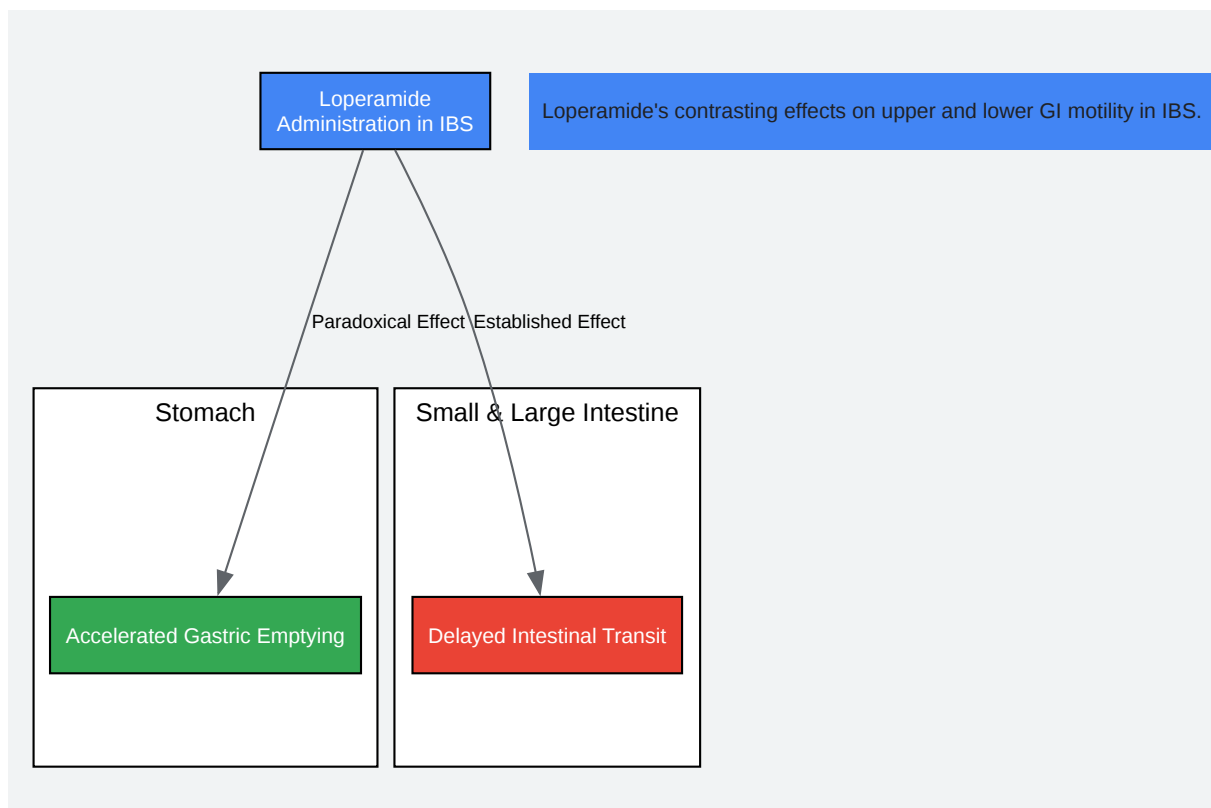 Loperamide
Administration in IBS
Loperamide's contrasting effects on upper and lower GI motility in IBS.
Paradoxical Effect
Established Effect
Stomach
Small & Large Intestine
Accelerated Gastric Emptying
Delayed Intestinal Transit